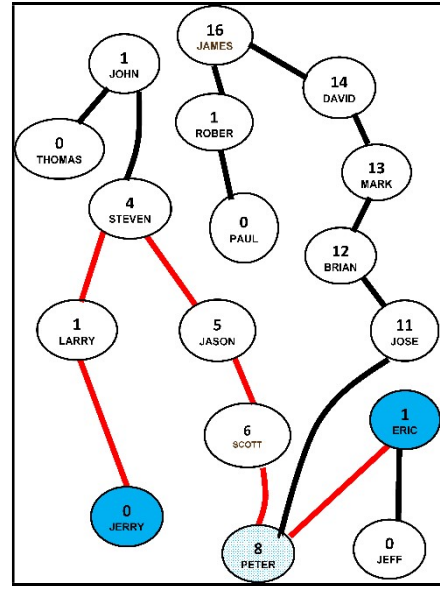 16
JAMES
1
JOHN
14
DAVID
1
ROBER
0
THOMAS
13
MARK
4
STEVEN
0
PAUL
12
BRIAN
1
LARRY
5
JASON
11
JOSE
1
ERIC
6
SCOTT
0
JERRY
8
PETER
0
JEFF